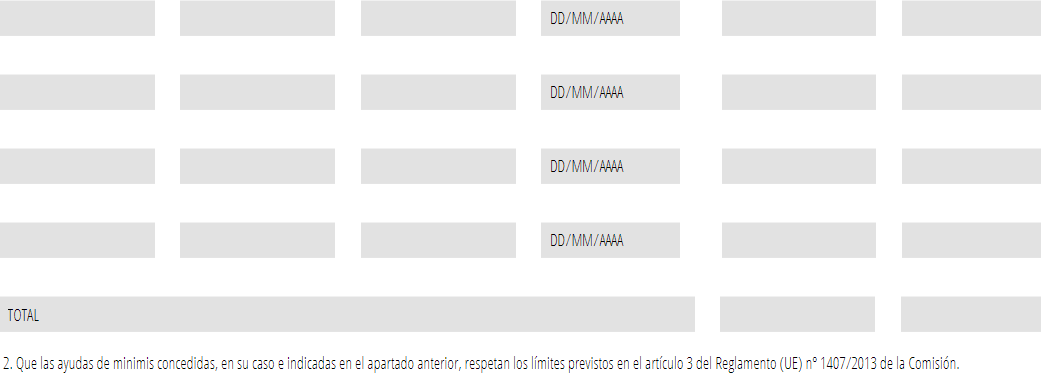 DD/MM/AAAA
DD/MM/AAAA
DD/MM/AAAA
DD/MM/AAAA
TOTAL
2. Que las ayudas de minimis concedidas, en su caso e indicadas en el apartado anterior, respetan los límites previstos en el artículo 3 del Reglamento (UE) nº 1407/2013 de la Comisión.